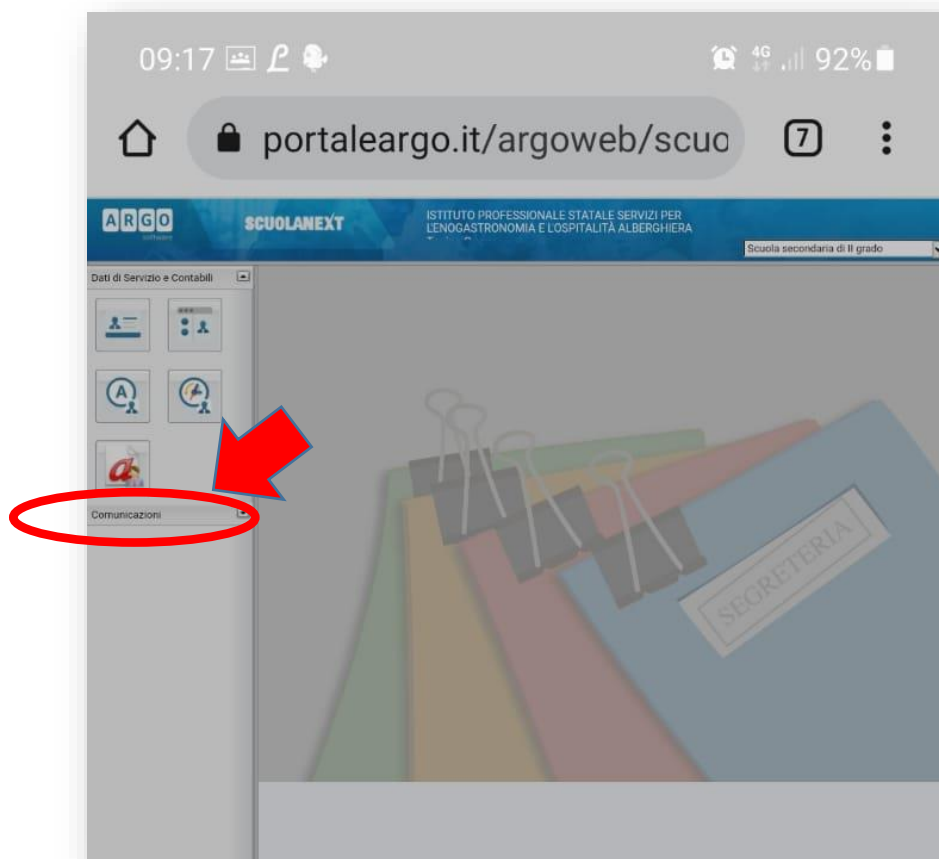 09:17
4G
92%
portaleargo.it/argoweb/scuo
7
ARGO
software
SCUOLANEXT
ISTITUTO PROFESSIONALE STATALE SERVIZI PER
L'ENOGASTRONOMIA E L'OSPITALITÀ ALBERGHIERA
Scuola secondaria di II grado
Dati di Servizio e Contabili
A
a
Comunicazioni
SEGRETERIA